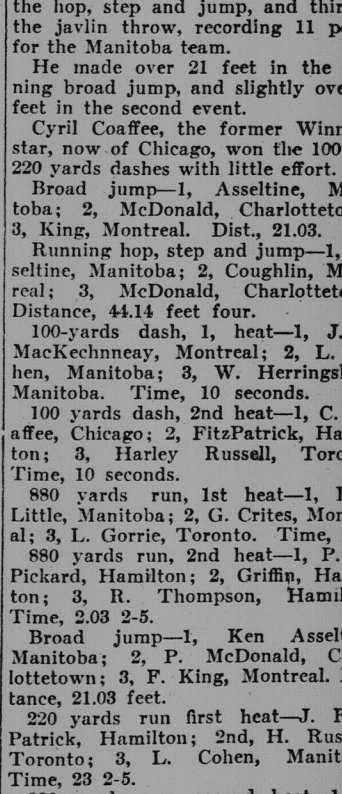 the hop, step and jump, and thir
the javlin throw, recording 11 p
for the Manitoba team.
He made over 21 feet in the
ning broad jump, and slightly ove
feet in the second event.
Cyril Coaffee, the former Winn
star, now of Chicago, won the 100
220 yards dashes with little effort.
Broad jump—1, Asseltine, M
toba; 2, McDonald, Charlotteto
3, King, Montreal. Dist., 21.03.
Running hop, step and jump—1,
seltine, Manitoba; 2, Coughlin, M
real; 3, McDonald, Charlottet
Distance, 44.14 feet four.
100-yards dash, 1, heat—1, J.
MacKechnneay, Montreal; 2, L.
hen, Manitoba; 3, W. Herrings
Manitoba. Time, 10 seconds.
100 yards dash, 2nd heat—1, C.
affee, Chicago; 2, FitzPatrick, Ha
ton; 3, Harley Russell, Toro
Time, 10 seconds.
880 yards run, 1st heat—1,
Little, Manitoba; 2, G. Crites, Mon
al; 3, L. Gorrie, Toronto. Time,
880 yards run, 2nd heat—1, P.
Pickard, Hamilton; 2, Griffin, Ha
ton; 3, R. Thompson, Hamil
Time, 2.03 2-5.
Broad jump—1, Ken Assel
Manitoba; 2, P. McDonald, C
lottetown; 3, F. King, Montreal.
tance, 21.03 feet.
220 yards run first heat—J. F
Patrick, Hamilton; 2nd, H. Rus
Toronto; 3, L. Cohen, Manit
Time, 23 2-5.